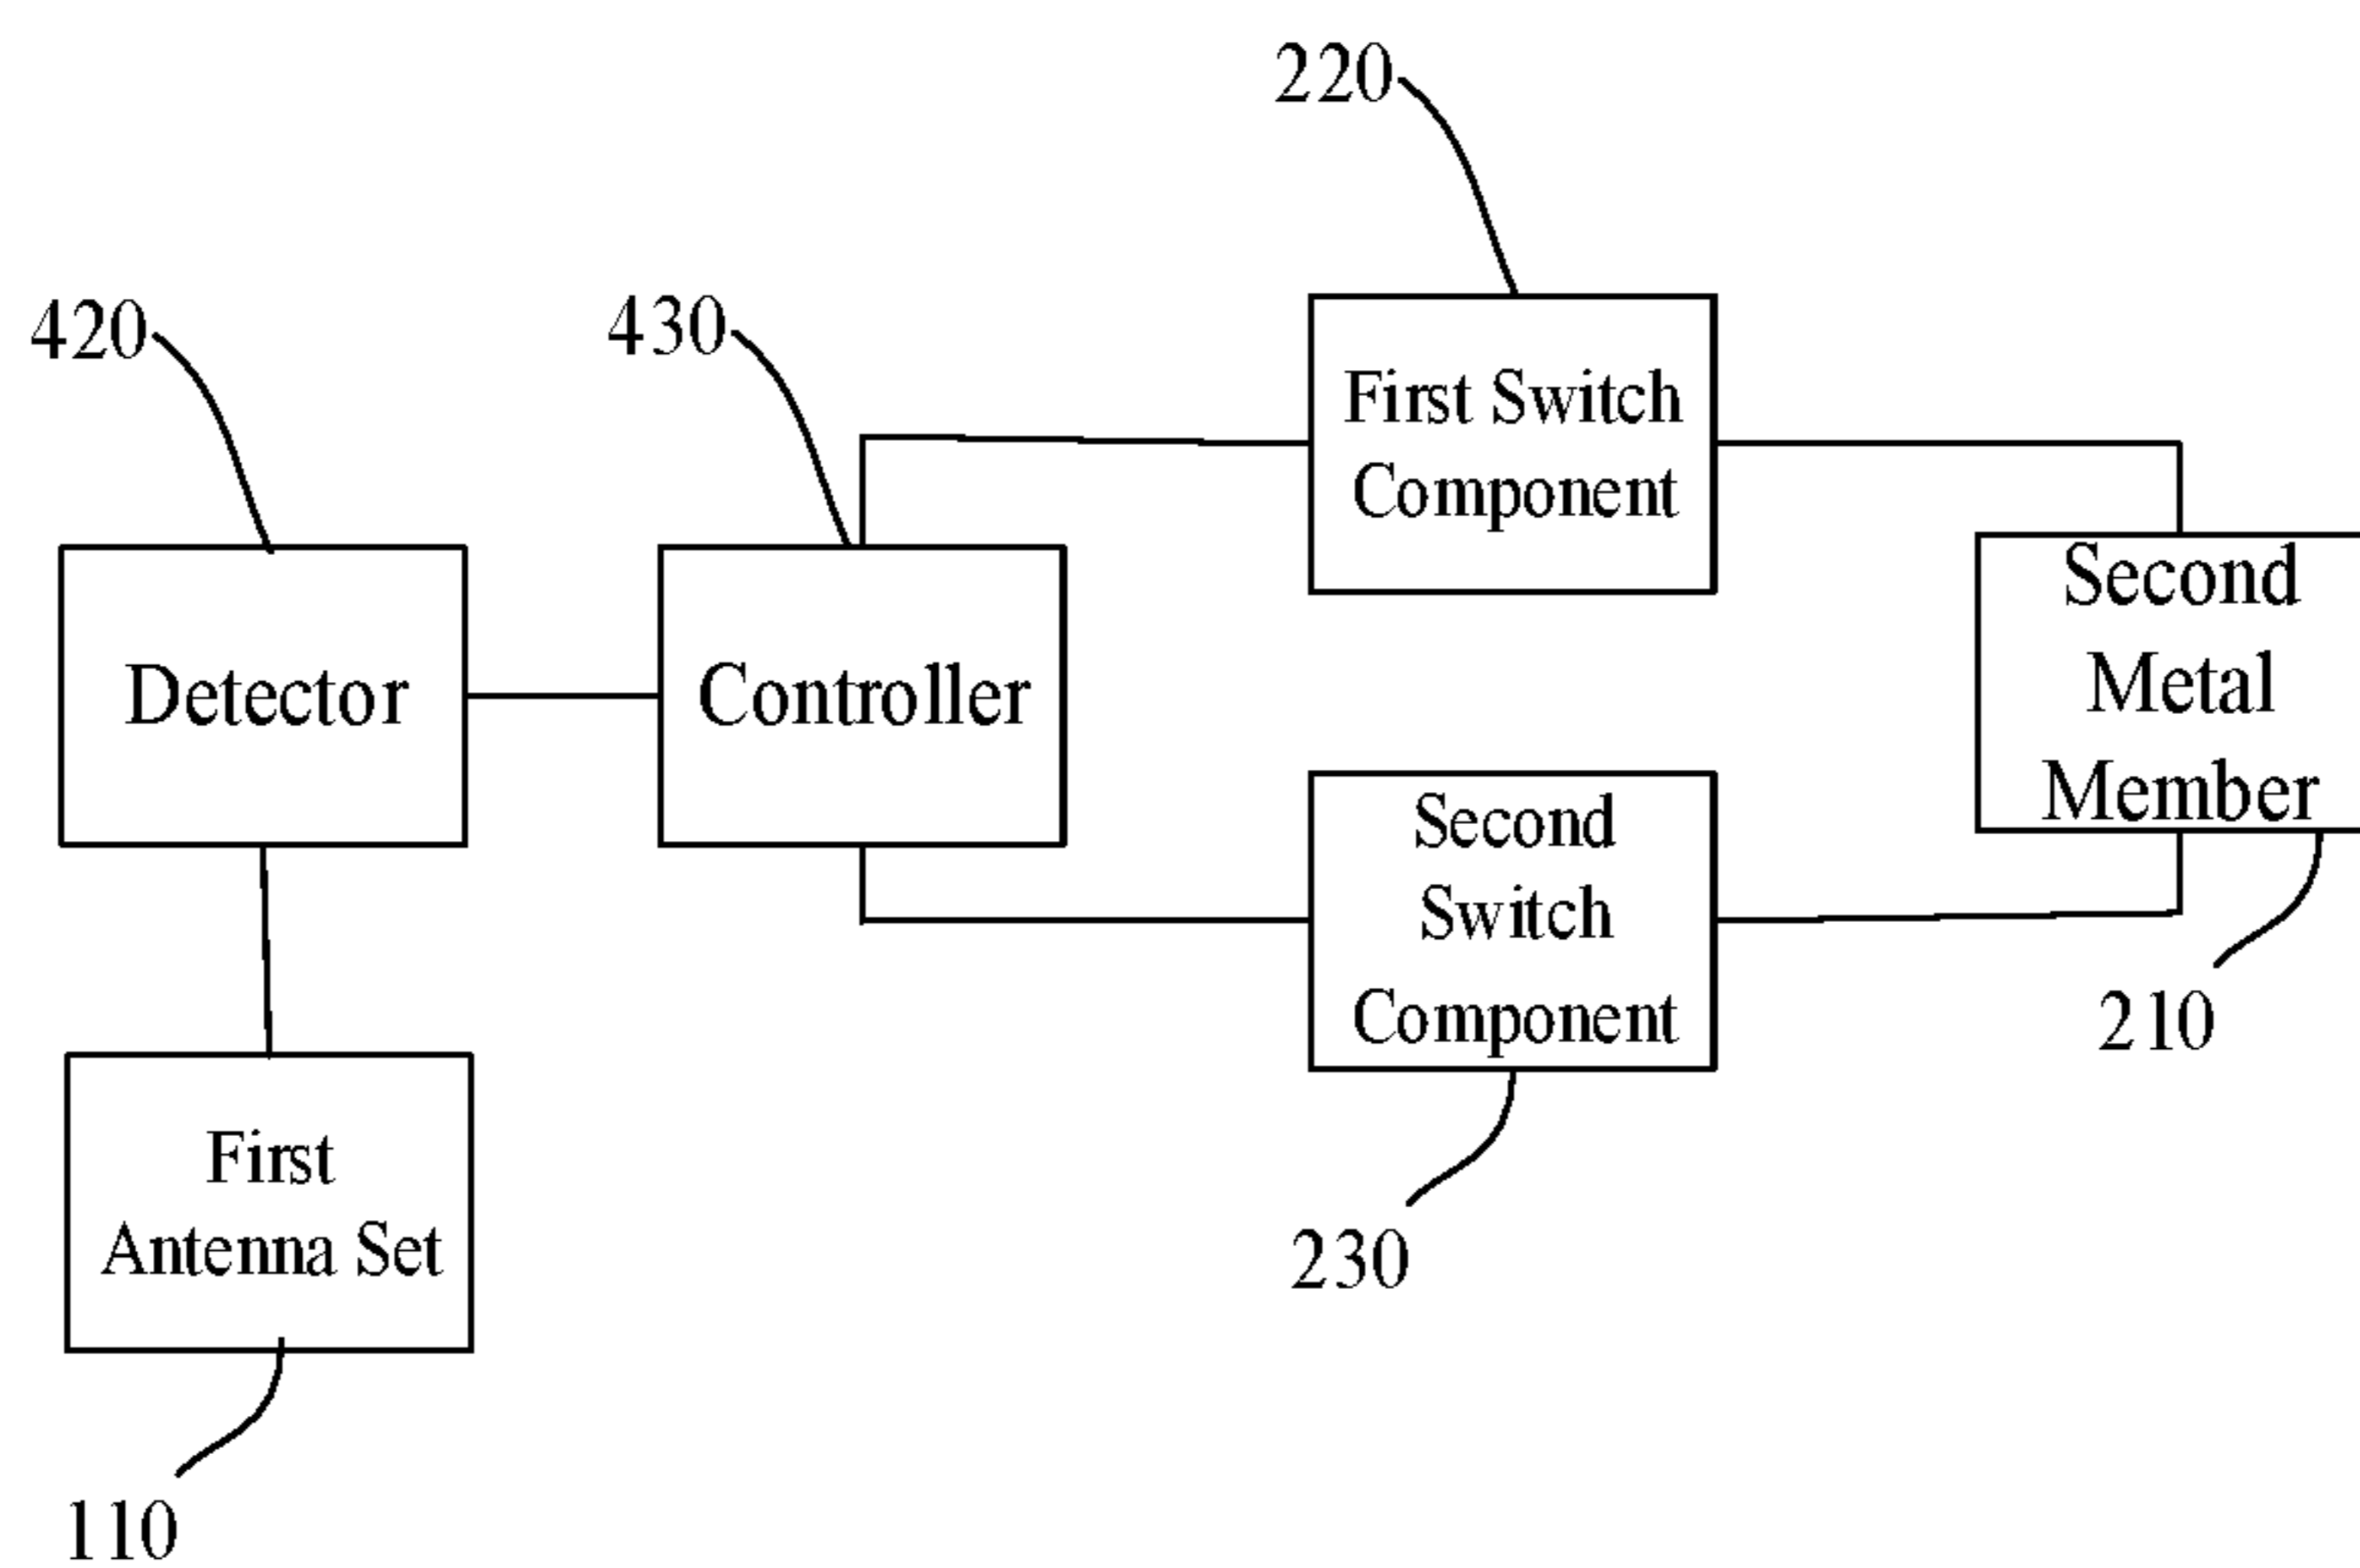 220
420
430
First Switch
Component
Detector
Controller
Second
Metal
Member
Second
Switch
Component
210
First
Antenna Set
230
110